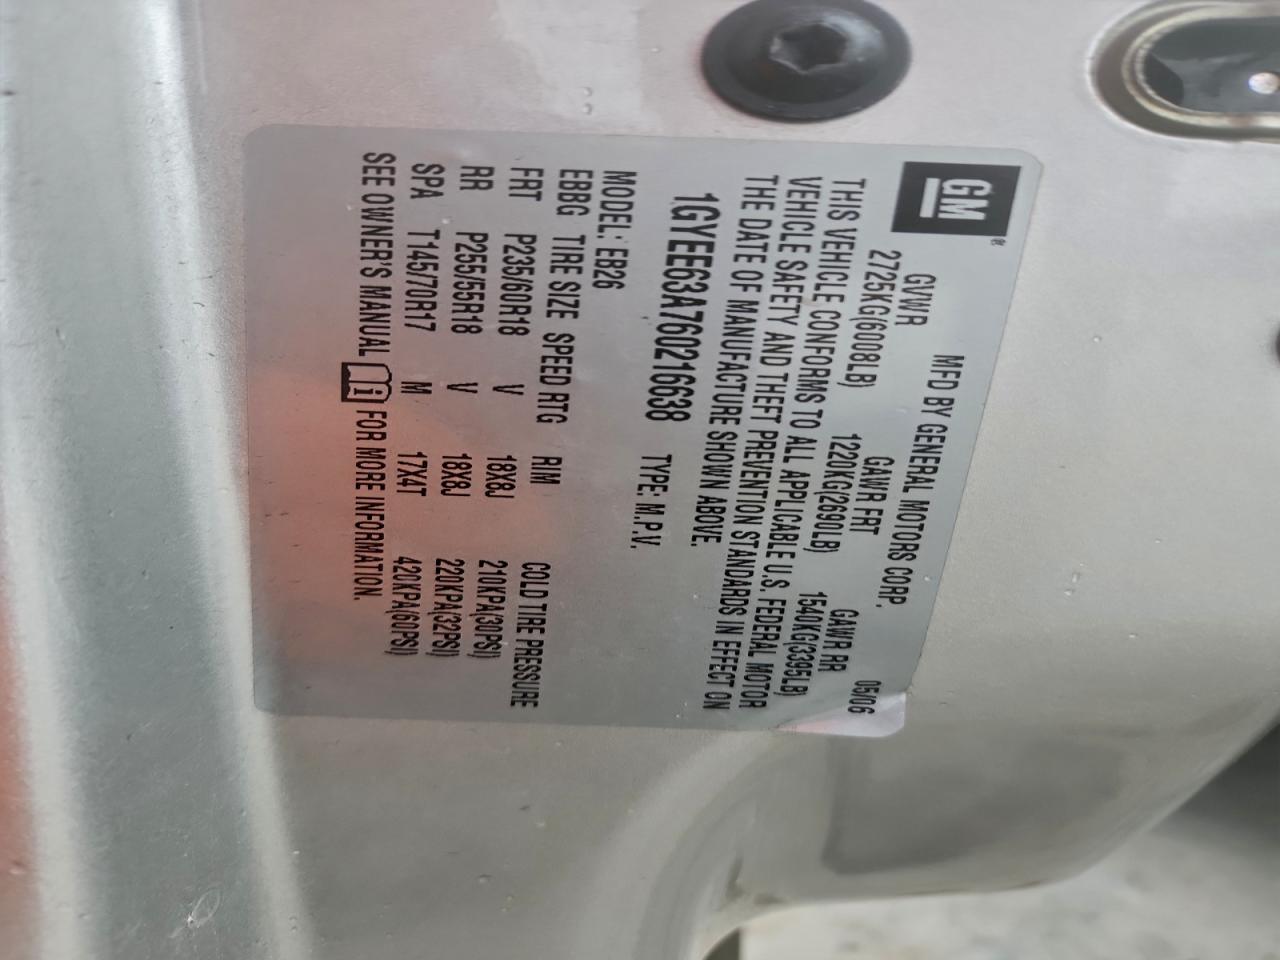 GM®
MFD BY GENERAL MOTORS CORP. 05/06
GVWR GAWR FRT GAWR RR
2725KG(6008LB) 1220KG(2690LB) 1540KG(3395LB)
THIS VEHICLE CONFORMS TO ALL APPLICABLE U.S. FEDERAL MOTOR
VEHICLE SAFETY AND THEFT PREVENTION STANDARDS IN EFFECT ON
THE DATE OF MANUFACTURE SHOWN ABOVE.
1GYEE63A760216638 TYPE: M.P.V.
MODEL: EB26
EBBG TIRE SIZE SPEED RTG RIM COLD TIRE PRESSURE
FRT P235/60R18 V 18X8J 210KPA(30PSI)
RR P255/55R18 V 18X8J 220KPA(32PSI)
SPA T145/70R17 M 17X4T 420KPA(60PSI)
SEE OWNER'S MANUAL FOR MORE INFORMATION.